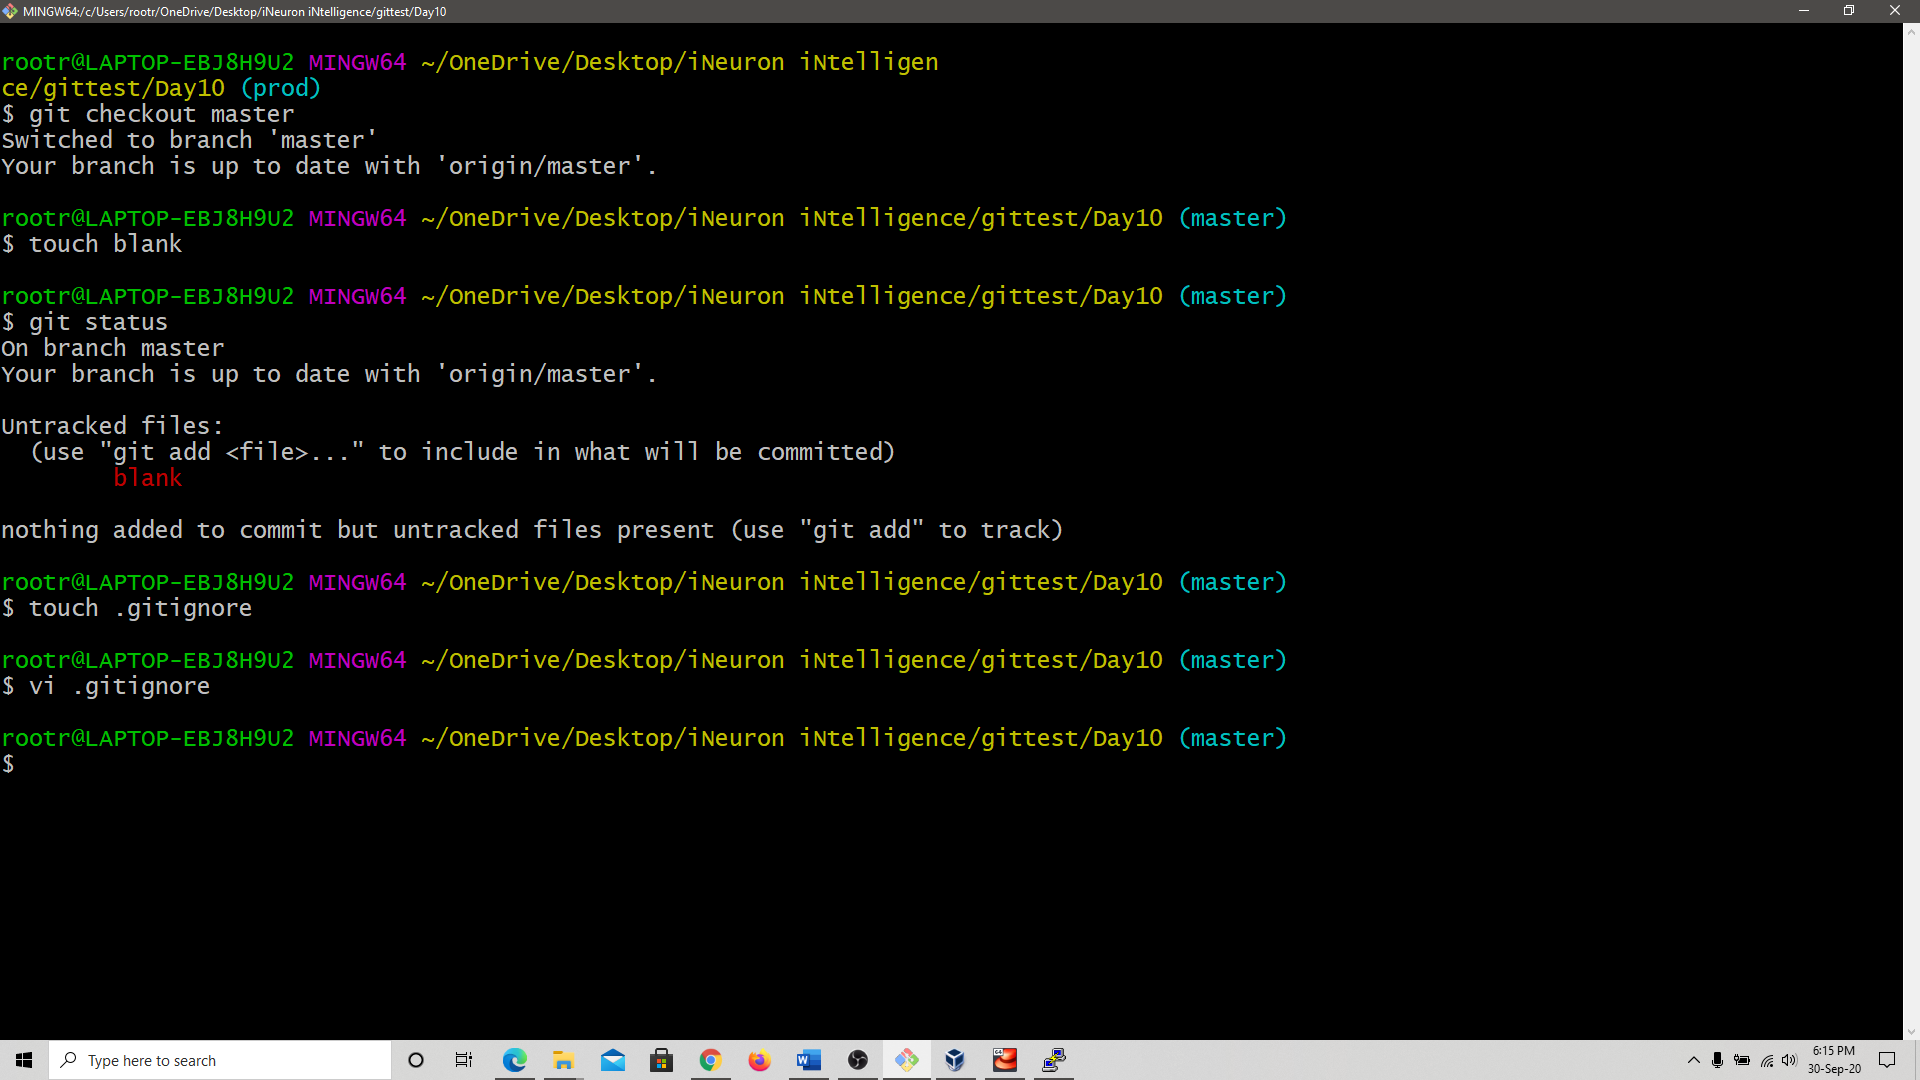 MINGW64:/c/Users/rootr/OneDrive/Desktop/iNeuron iNtelligence/gittest/Day10
rootr@LAPTOP-EBJ8H9U2 MINGW64 ~/OneDrive/Desktop/iNeuron iNtelligen
ce/gittest/Day10 (prod)
$ git checkout master
Switched to branch 'master'
Your branch is up to date with 'origin/master'.
rootr@LAPTOP-EBJ8H9U2 MINGW64 ~/OneDrive/Desktop/iNeuron iNtelligence/gittest/Day10 (master)
$ touch blank
rootr@LAPTOP-EBJ8H9U2 MINGW64 ~/OneDrive/Desktop/iNeuron iNtelligence/gittest/Day10 (master)
$ git status
On branch master
Your branch is up to date with 'origin/master'.
Untracked files:
  (use "git add <file>..." to include in what will be committed)
        blank
nothing added to commit but untracked files present (use "git add" to track)
rootr@LAPTOP-EBJ8H9U2 MINGW64 ~/OneDrive/Desktop/iNeuron iNtelligence/gittest/Day10 (master)
$ touch .gitignore
rootr@LAPTOP-EBJ8H9U2 MINGW64 ~/OneDrive/Desktop/iNeuron iNtelligence/gittest/Day10 (master)
$ vi .gitignore
rootr@LAPTOP-EBJ8H9U2 MINGW64 ~/OneDrive/Desktop/iNeuron iNtelligence/gittest/Day10 (master)
$
Type here to search
6:15 PM
30-Sep-20